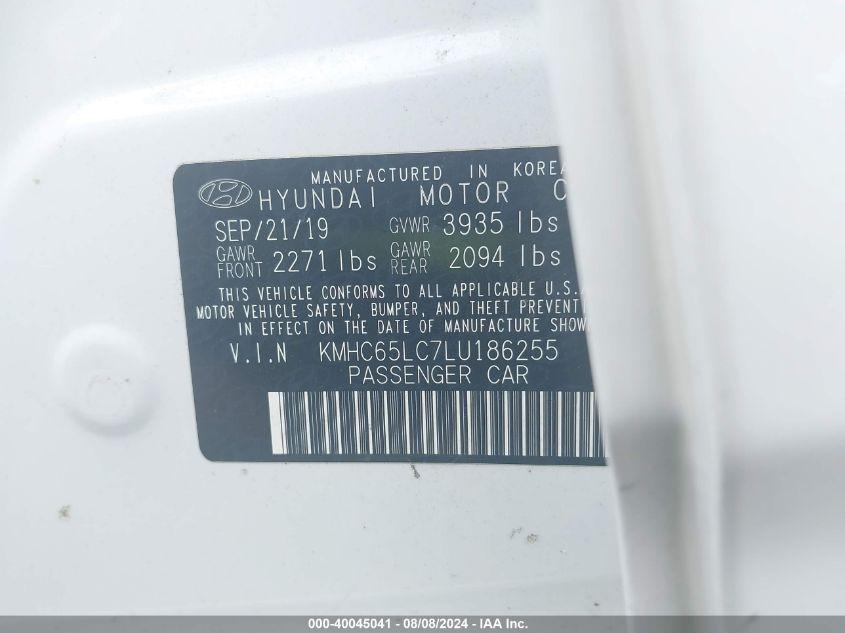 MANUFACTURED IN KOREA
HYUNDAI MOTOR C
SEP/21/19 GVWR 3935 lbs
GAWR FRONT 2271 lbs GAWR REAR 2094 lbs
THIS VEHICLE CONFORMS TO ALL APPLICABLE U.S.
MOTOR VEHICLE SAFETY, BUMPER, AND THEFT PREVENTI
IN EFFECT ON THE DATE OF MANUFACTURE SHOW
V.I.N KMHC65LC7LU186255
PASSENGER CAR
000-40045041 - 08/08/2024 - IAA Inc.